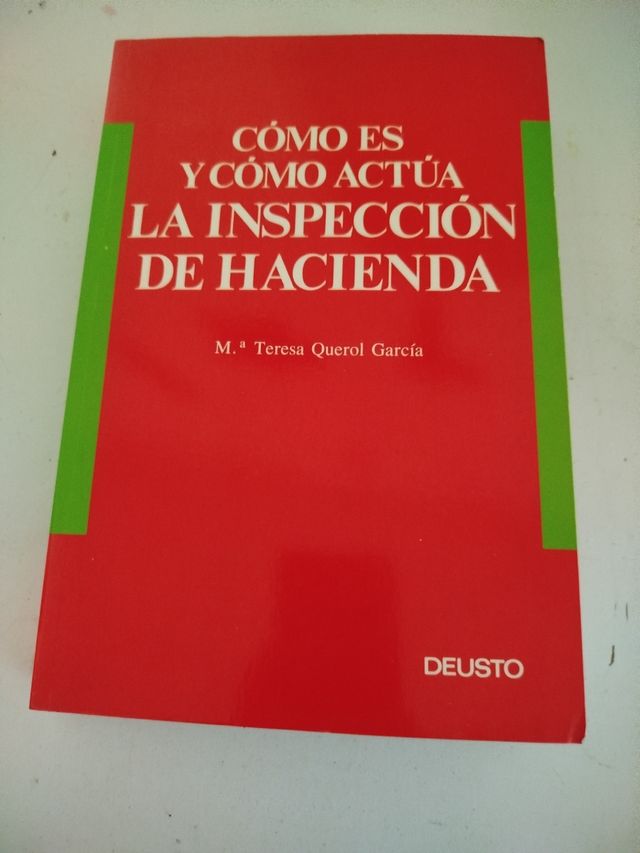 CÓMO ES
Y CÓMO ACTÚA
LA INSPECCIÓN
DE HACIENDA
M.ª Teresa Querol García
DEUSTO